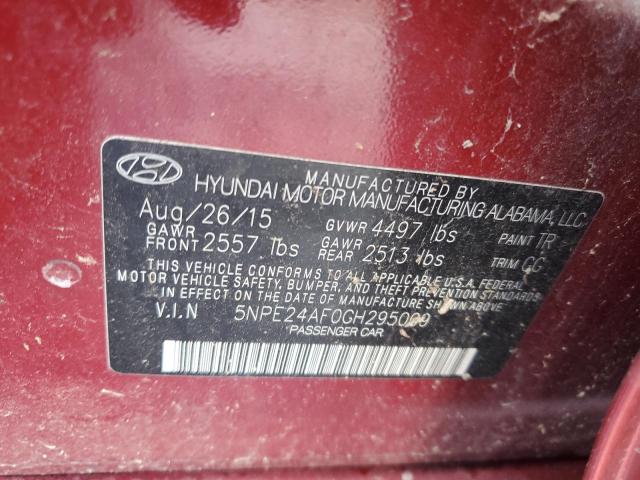 MANUFACTURED BY
HYUNDAI MOTOR MANUFACTURING ALABAMA, LLC
Aug/26/15 GVWR 4497 lbs PAINT TR
GAWR FRONT 2557 lbs GAWR REAR 2513 lbs TRIM GG
THIS VEHICLE CONFORMS TO ALL APPLICABLE U.S.A. FEDERAL
MOTOR VEHICLE SAFETY, BUMPER, AND THEFT PREVENTION STANDARDS
IN EFFECT ON THE DATE OF MANUFACTURE SHOWN ABOVE
V.I.N
PASSENGER CAR